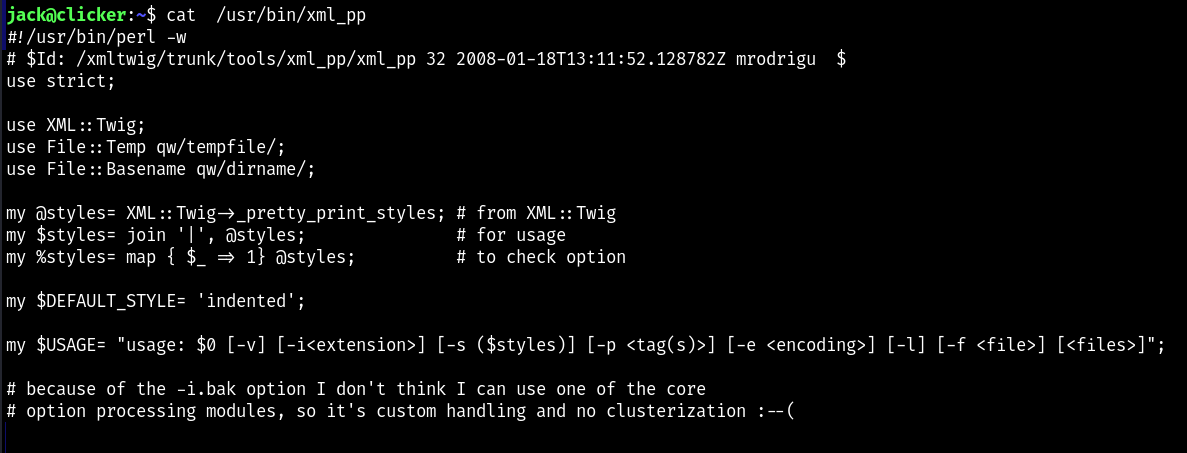 jack@clicker:~$ cat  /usr/bin/xml_pp
#!/usr/bin/perl -w
# $Id: /xmltwig/trunk/tools/xml_pp/xml_pp 32 2008-01-18T13:11:52.128782Z mrodrigu  $
use strict;

use XML::Twig;
use File::Temp qw/tempfile/;
use File::Basename qw/dirname/;

my @styles= XML::Twig->_pretty_print_styles; # from XML::Twig
my $styles= join '|', @styles;               # for usage
my %styles= map { $_ => 1} @styles;          # to check option

my $DEFAULT_STYLE= 'indented';

my $USAGE= "usage: $0 [-v] [-i<extension>] [-s ($styles)] [-p <tag(s)>] [-e <encoding>] [-l] [-f <file>] [<files>]";

# because of the -i.bak option I don't think I can use one of the core
# option processing modules, so it's custom handling and no clusterization :--(